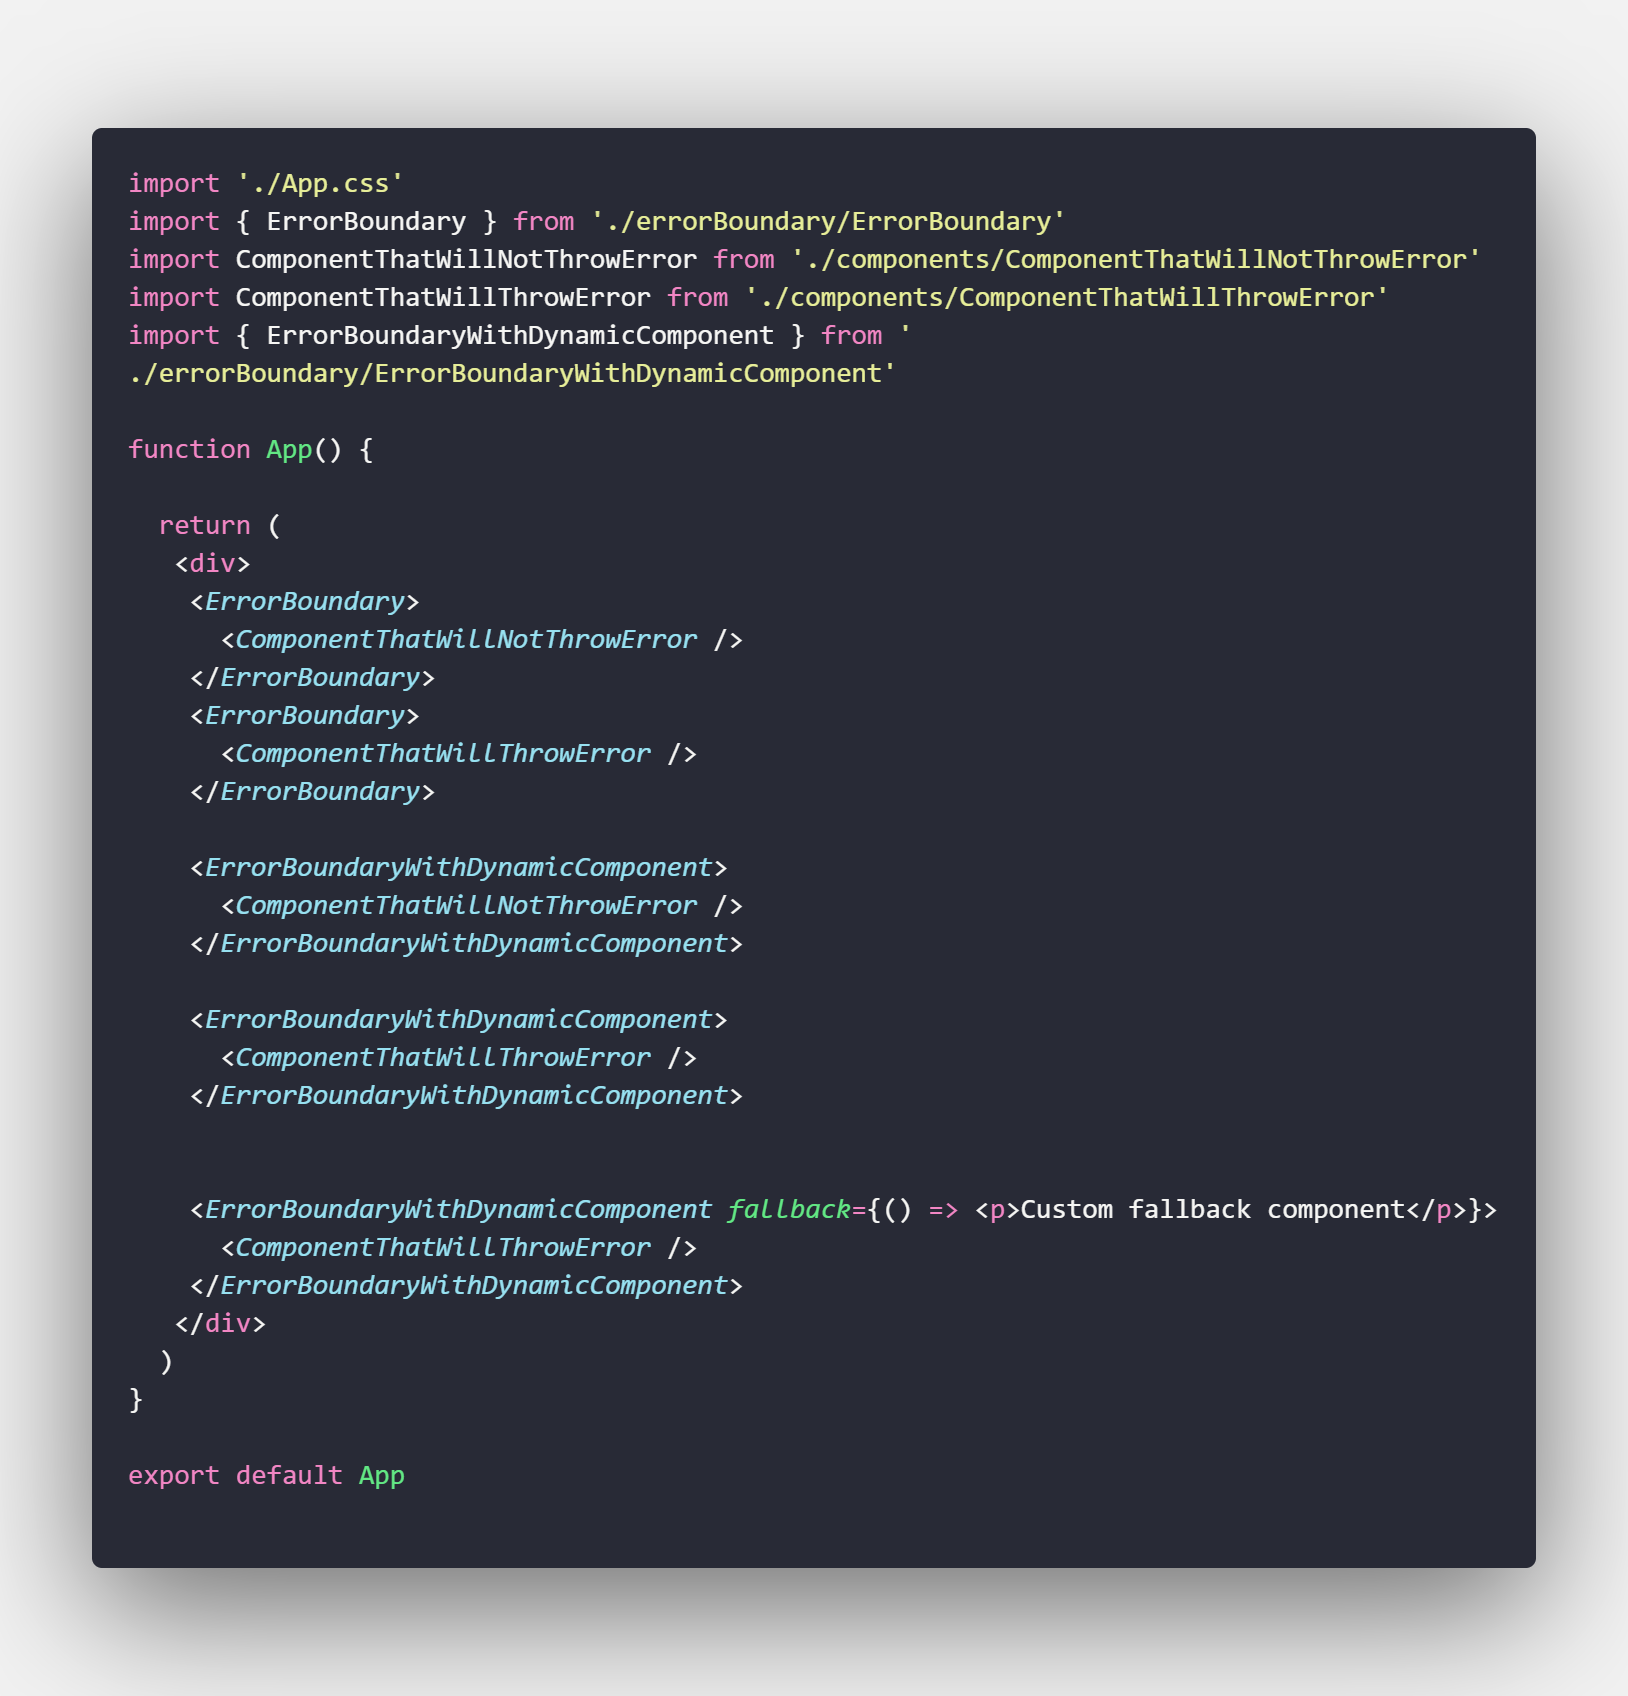 import './App.css'
import { ErrorBoundary } from './errorBoundary/ErrorBoundary'
import ComponentThatWillNotThrowError from './components/ComponentThatWillNotThrowError'
import ComponentThatWillThrowError from './components/ComponentThatWillThrowError'
import { ErrorBoundaryWithDynamicComponent } from '
./errorBoundary/ErrorBoundaryWithDynamicComponent'

function App() {

  return (
   <div>
    <ErrorBoundary>
      <ComponentThatWillNotThrowError />
    </ErrorBoundary>
    <ErrorBoundary>
      <ComponentThatWillThrowError />
    </ErrorBoundary>

    <ErrorBoundaryWithDynamicComponent>
      <ComponentThatWillNotThrowError />
    </ErrorBoundaryWithDynamicComponent>

    <ErrorBoundaryWithDynamicComponent>
      <ComponentThatWillThrowError />
    </ErrorBoundaryWithDynamicComponent>


    <ErrorBoundaryWithDynamicComponent fallback={() => <p>Custom fallback component</p>}>
      <ComponentThatWillThrowError />
    </ErrorBoundaryWithDynamicComponent>
   </div>
  )
}

export default App